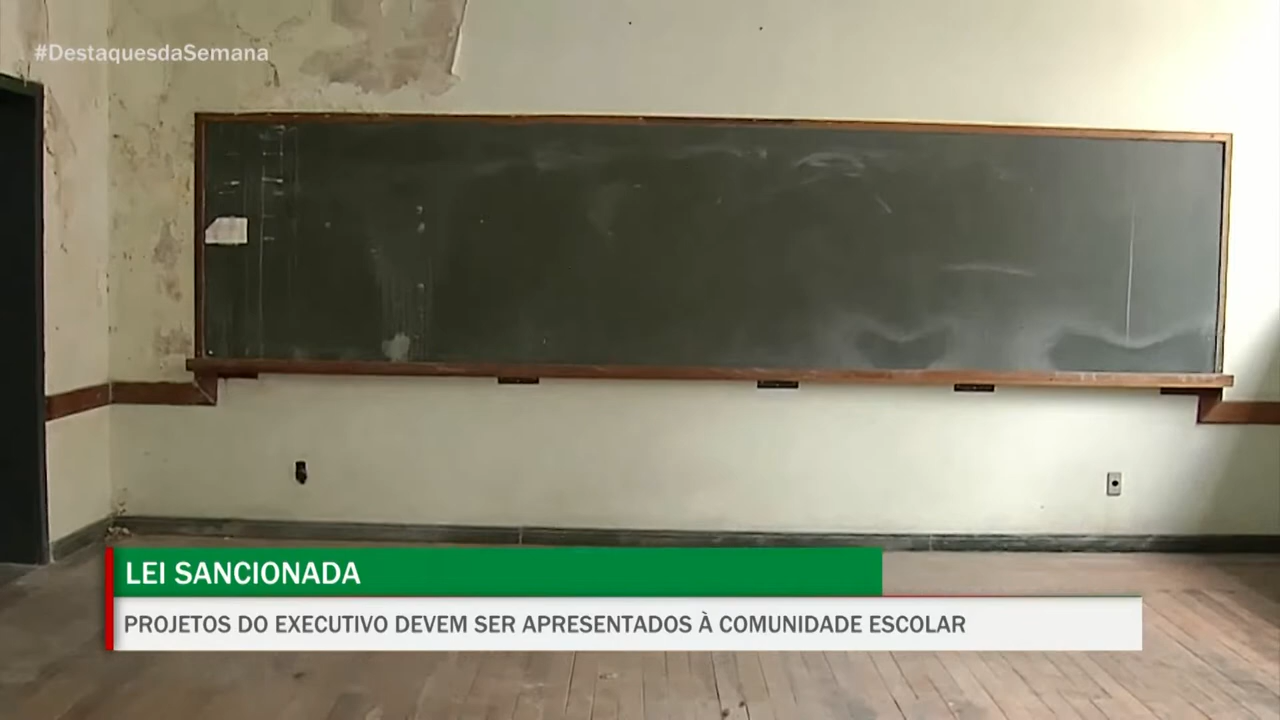 #DestaquesdaSemana
LEI SANCIONADA
PROJETOS DO EXECUTIVO DEVEM SER APRESENTADOS À COMUNIDADE ESCOLAR